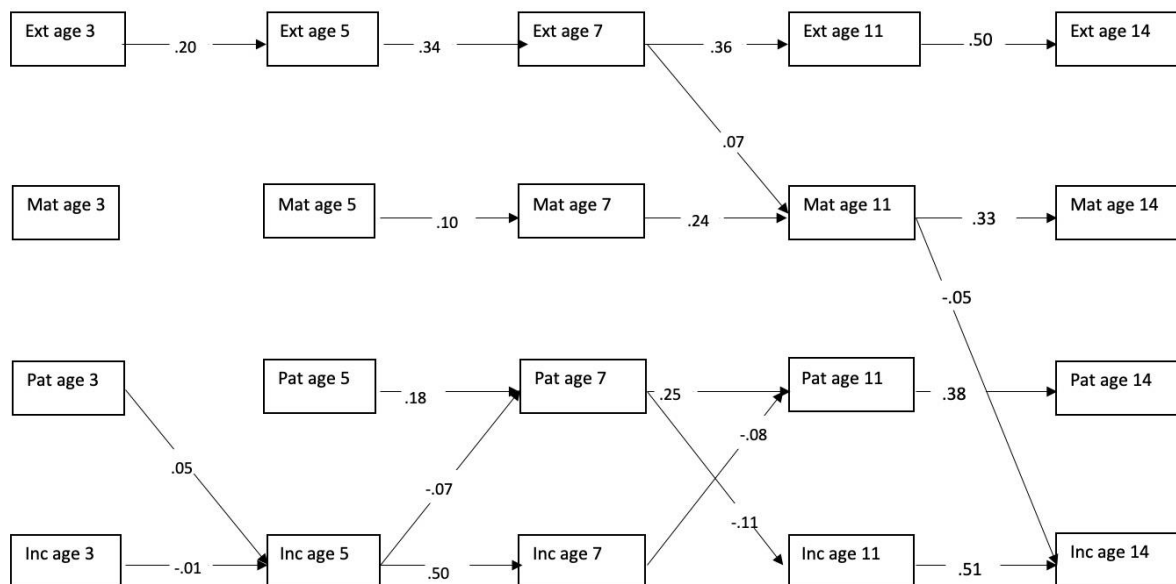 Ext age 3
Ext age 5
Ext age 7
Ext age 11
Ext age 14
.20
.34
.36
.50
.07
Mat age 3
Mat age 5
Mat age 7
Mat age 11
Mat age 14
.10
.24
.33
-.05
Pat age 3
Pat age 5
Pat age 7
Pat age 11
Pat age 14
.18
.25
.38
-.08
.05
-.07
-.11
Inc age 3
Inc age 5
Inc age 7
Inc age 11
Inc age 14
-.01
.50
.51